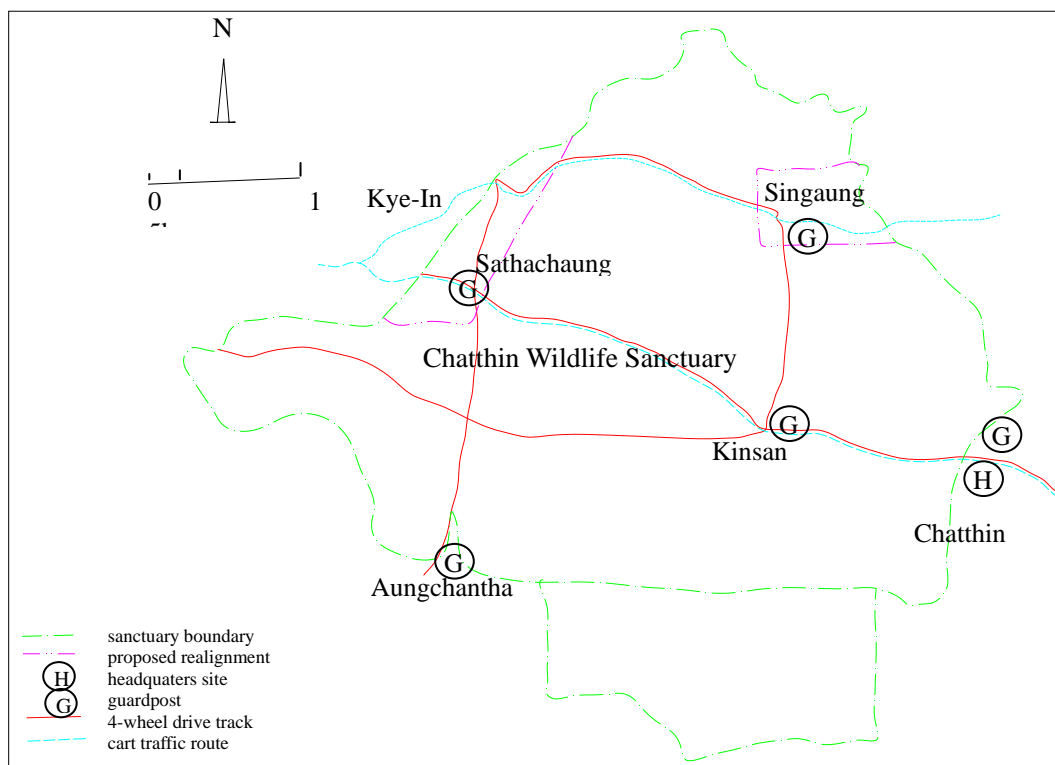 N
0 1
Kye-In
Singaung
G
Sathachaung
G
Chatthin Wildlife Sanctuary
G
Kinsan
G
H
Chatthin
G
Aungchantha
sanctuary boundary
proposed realignment
H headquaters site
G guardpost
4-wheel drive track
cart traffic route